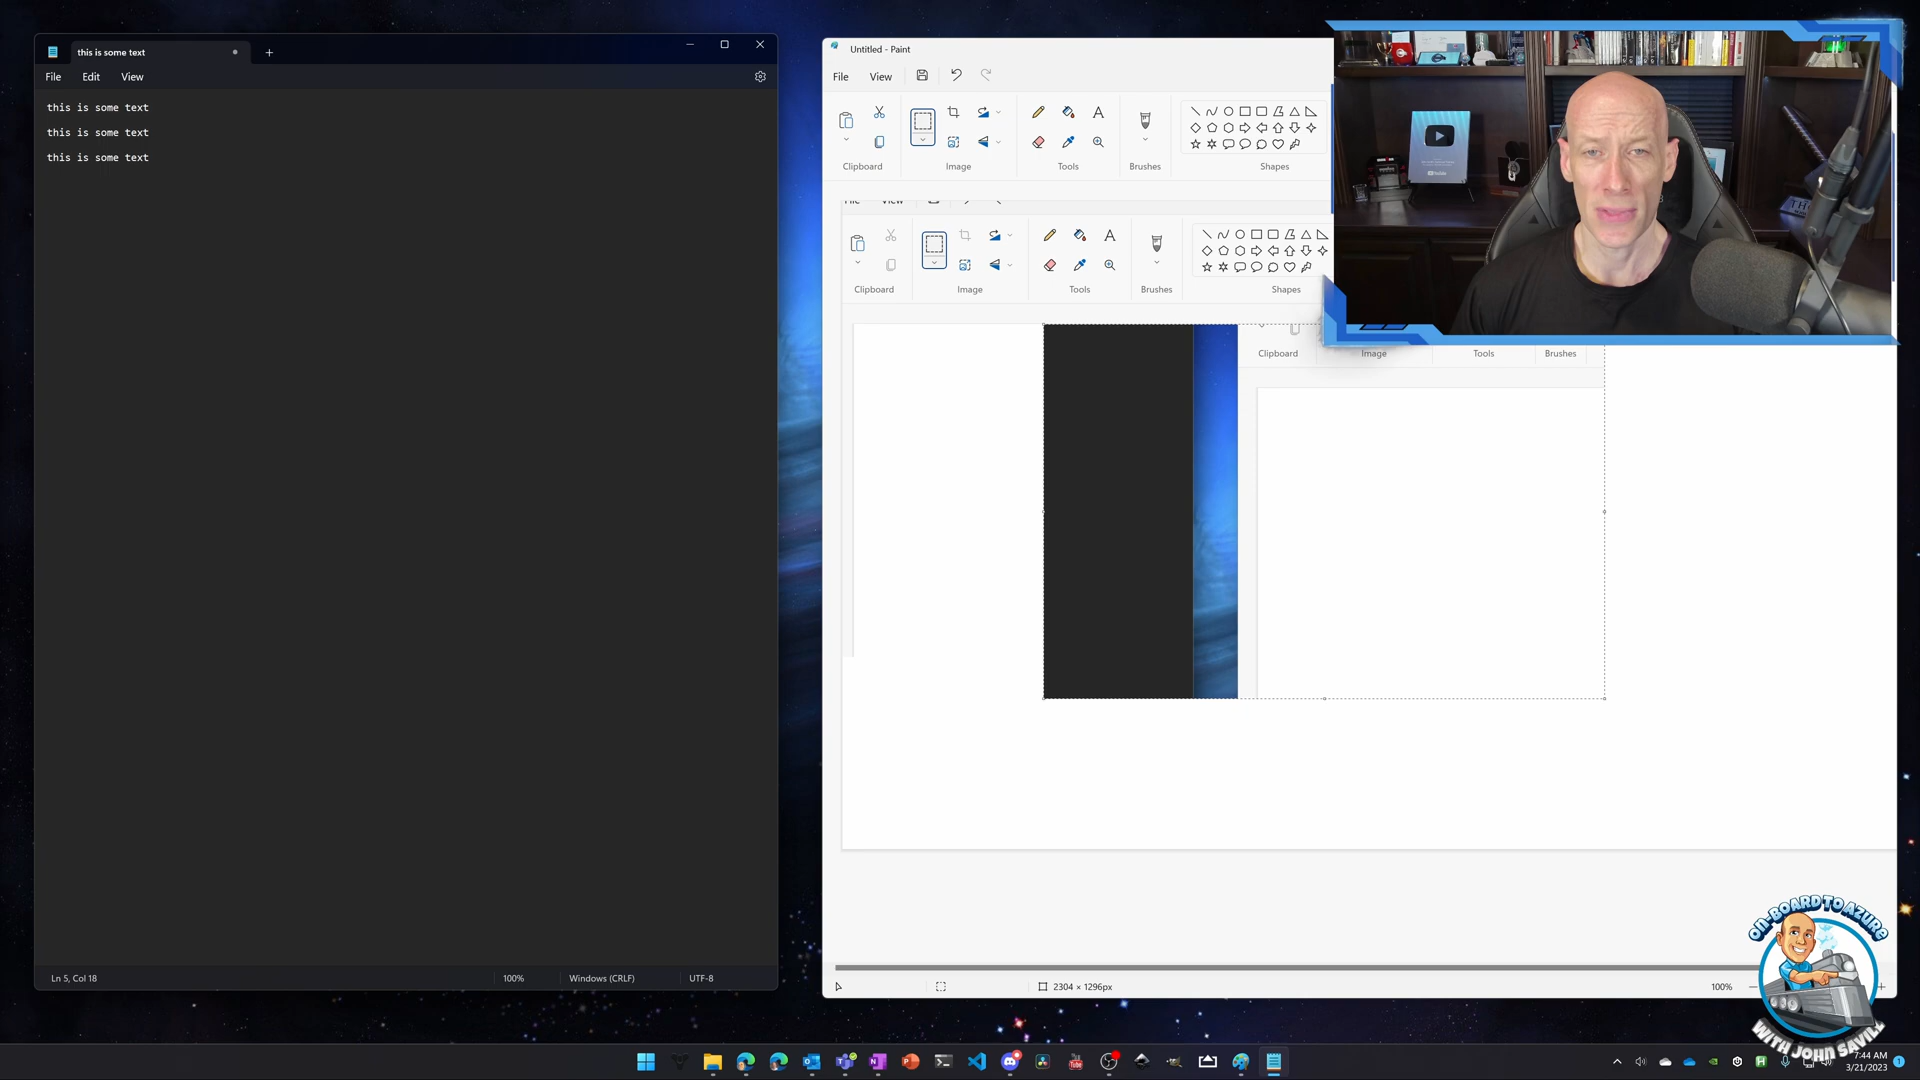 this is some text
File Edit View
this is some text
this is some text
this is some text
Ln 5, Col 18
100%
Windows (CRLF)
UTF-8
Untitled - Paint
File View
Clipboard Image Tools Brushes Shapes
Clipboard Image Tools Brushes Shapes
Clipboard Image Tools Brushes
2304 × 1296px
100%
YouTube
ON-BOARD TO AZURE
WITH JOHN SAVILL
7:44 AM
3/21/2023